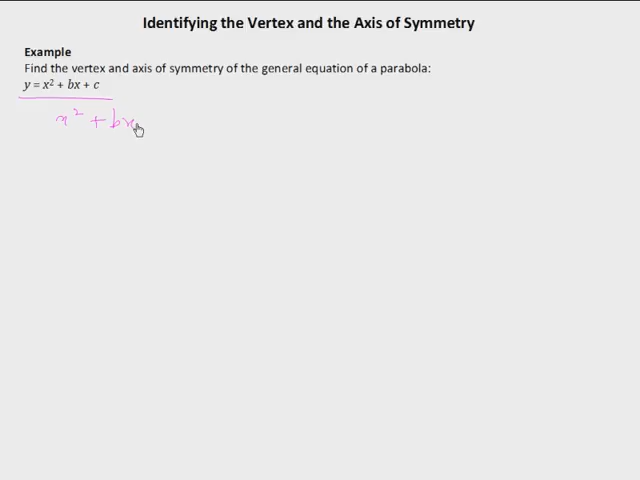 Identifying the Vertex and the Axis of Symmetry
Example
Find the vertex and axis of symmetry of the general equation of a parabola:
y = x² + bx + c
x² + bx